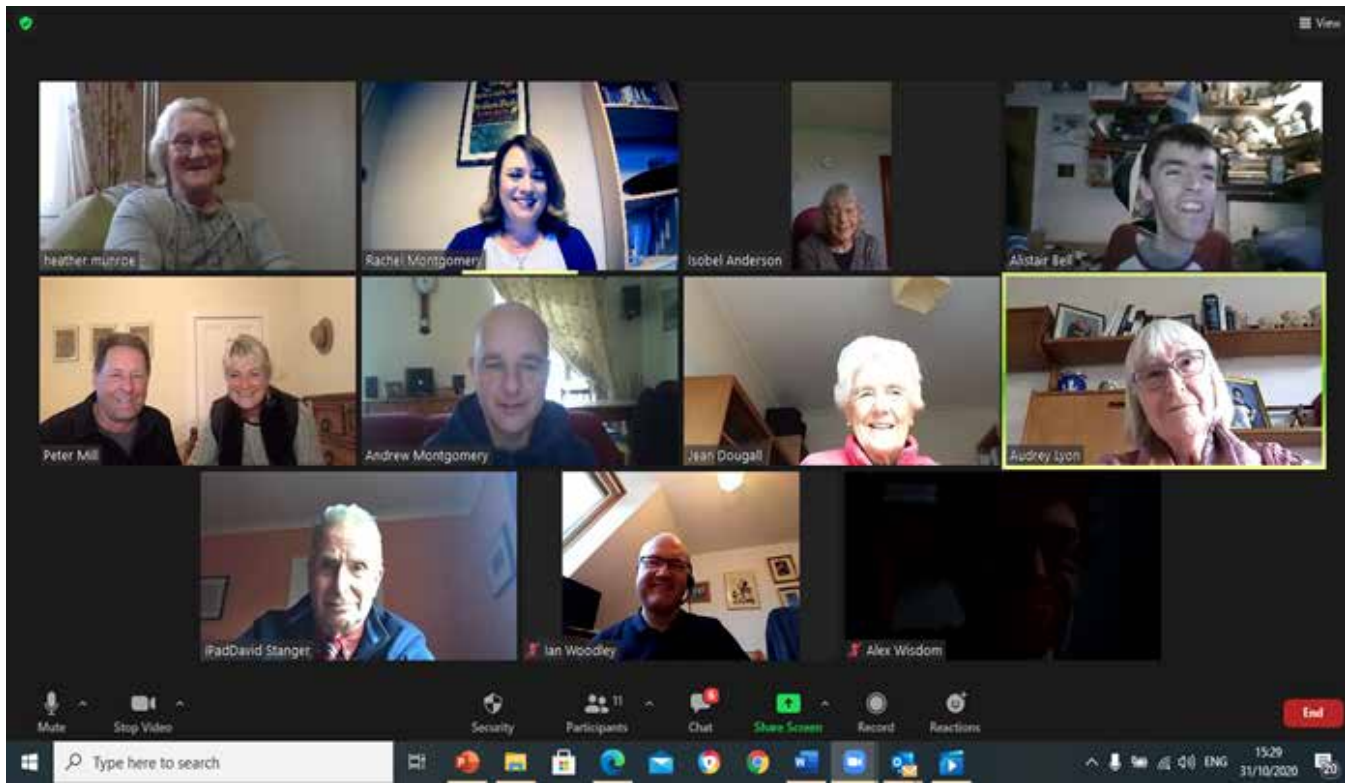 View
heather munroe
Rachel Montgomery
Isobel Anderson
Alistair Bell
Peter Mill
Andrew Montgomery
Jean Dougall
Audrey Lyon
iPadDavid Stanger
Ian Woodley
Alex Wisdom
Mute
Stop Video
Security
Participants
11
Chat
6
Share Screen
Record
Reactions
End
Type here to search
ENG
15:29
31/10/2020
20